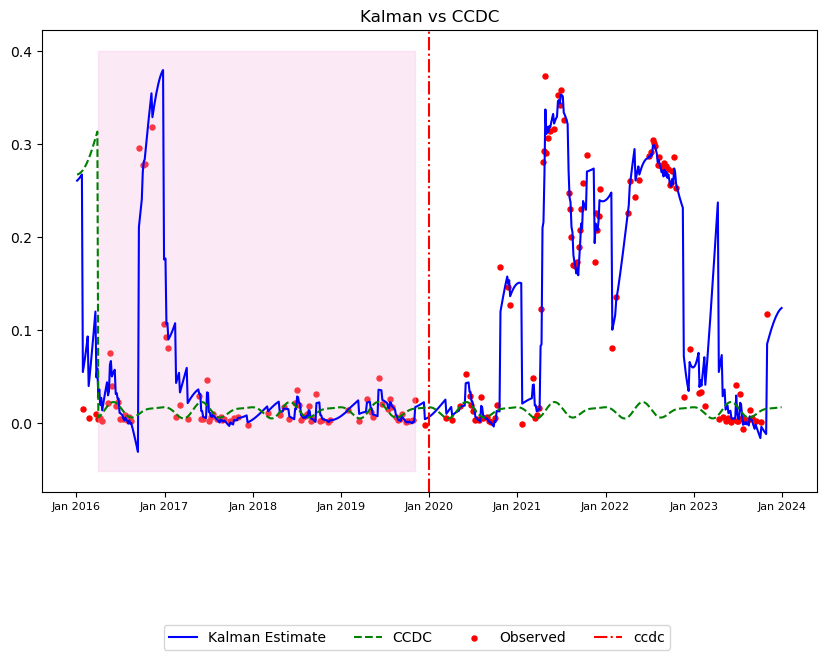 Kalman vs CCDC
0.4
0.3
0.2
0.1
0.0
Jan 2016 Jan 2017 Jan 2018 Jan 2019 Jan 2020 Jan 2021 Jan 2022 Jan 2023 Jan 2024
Kalman Estimate CCDC Observed ccdc